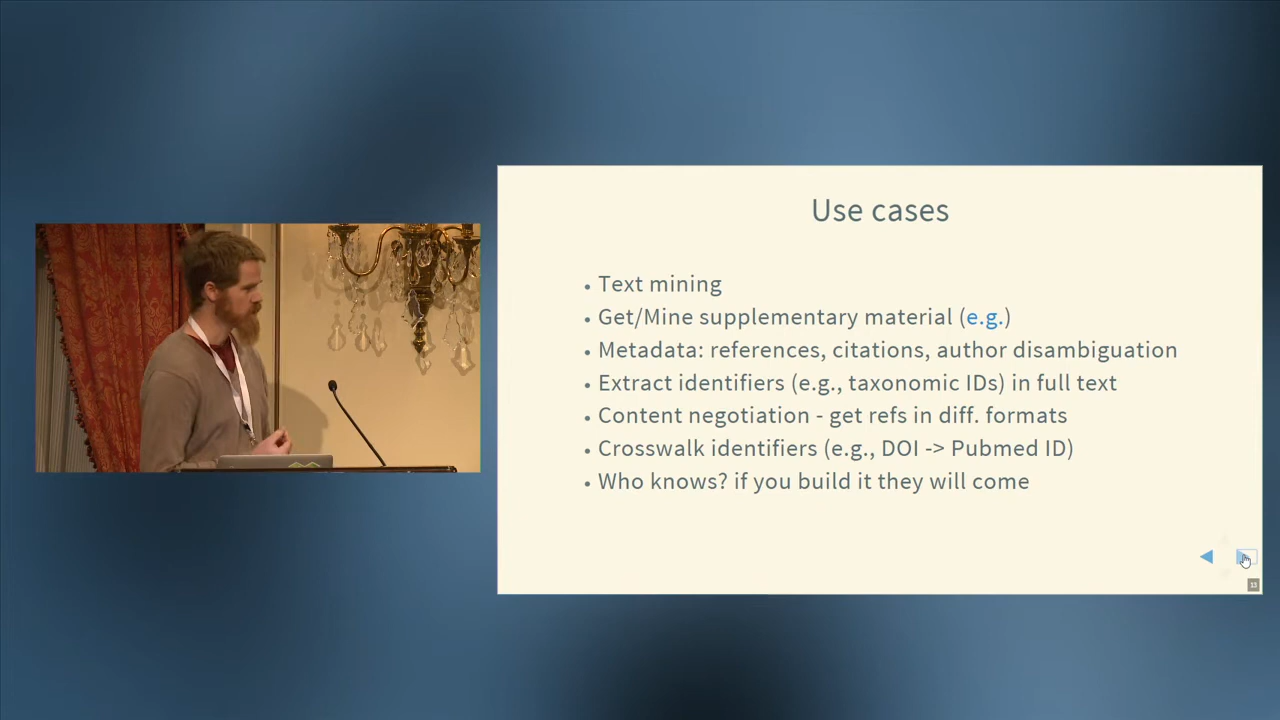 Use cases
• Text mining
• Get/Mine supplementary material (e.g.)
• Metadata: references, citations, author disambiguation
• Extract identifiers (e.g., taxonomic IDs) in full text
• Content negotiation - get refs in diff. formats
• Crosswalk identifiers (e.g., DOI -> Pubmed ID)
• Who knows? if you build it they will come
13